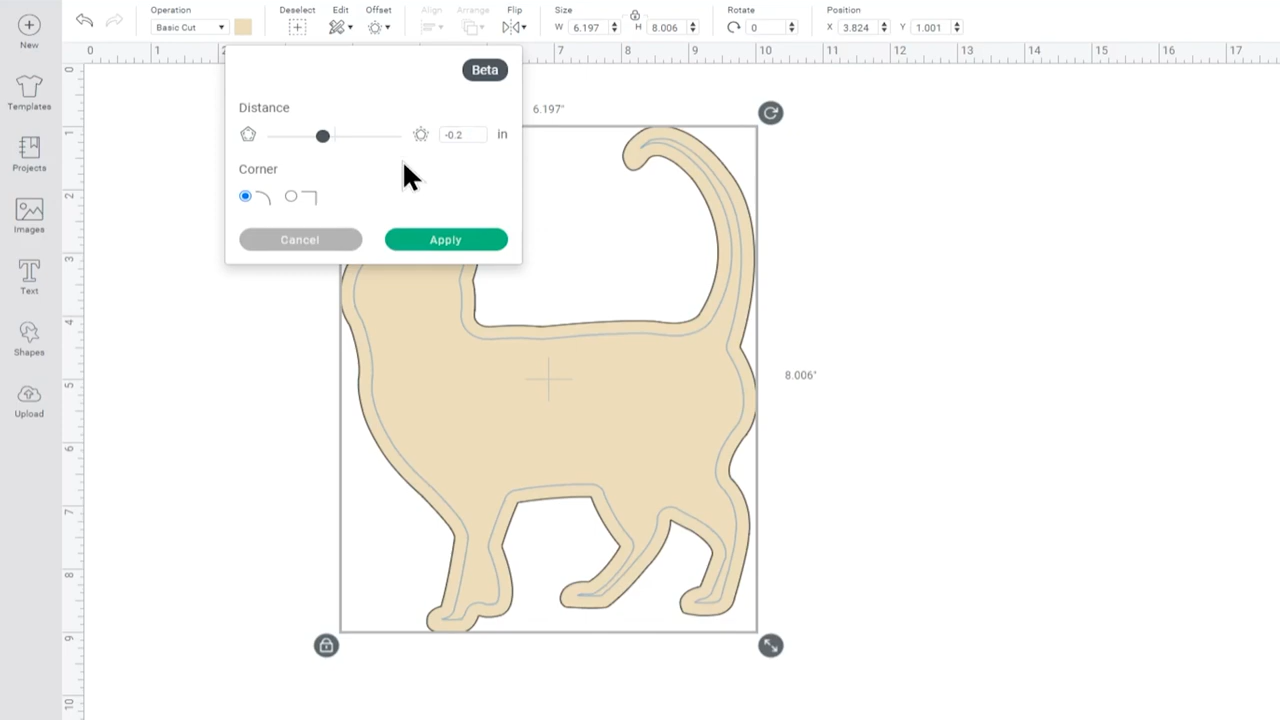 Operation
Deselect Edit Offset Align Arrange Flip Size Rotate Position
Basic Cut W 6.197 H 8.006 0 X 3.824 Y 1.001
New
Templates
Projects
Images
Text
Shapes
Upload
0 1 2 7 8 9 10 11 12 13 14 15 16 17
0
1
2
3
4
5
6
7
8
9
10
Beta
Distance
-0.2 in
Corner
Cancel Apply
6.197"
8.006"